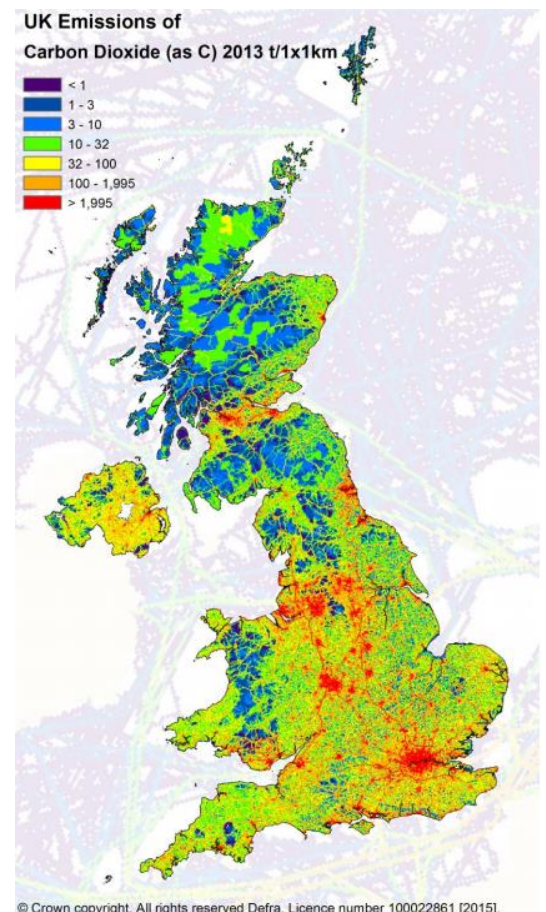 UK Emissions of
Carbon Dioxide (as C) 2013 t/1x1km
< 1
1 - 3
3 - 10
10 - 32
32 - 100
100 - 1,995
> 1,995
© Crown copyright. All rights reserved Defra, Licence number 100022861 [2015].